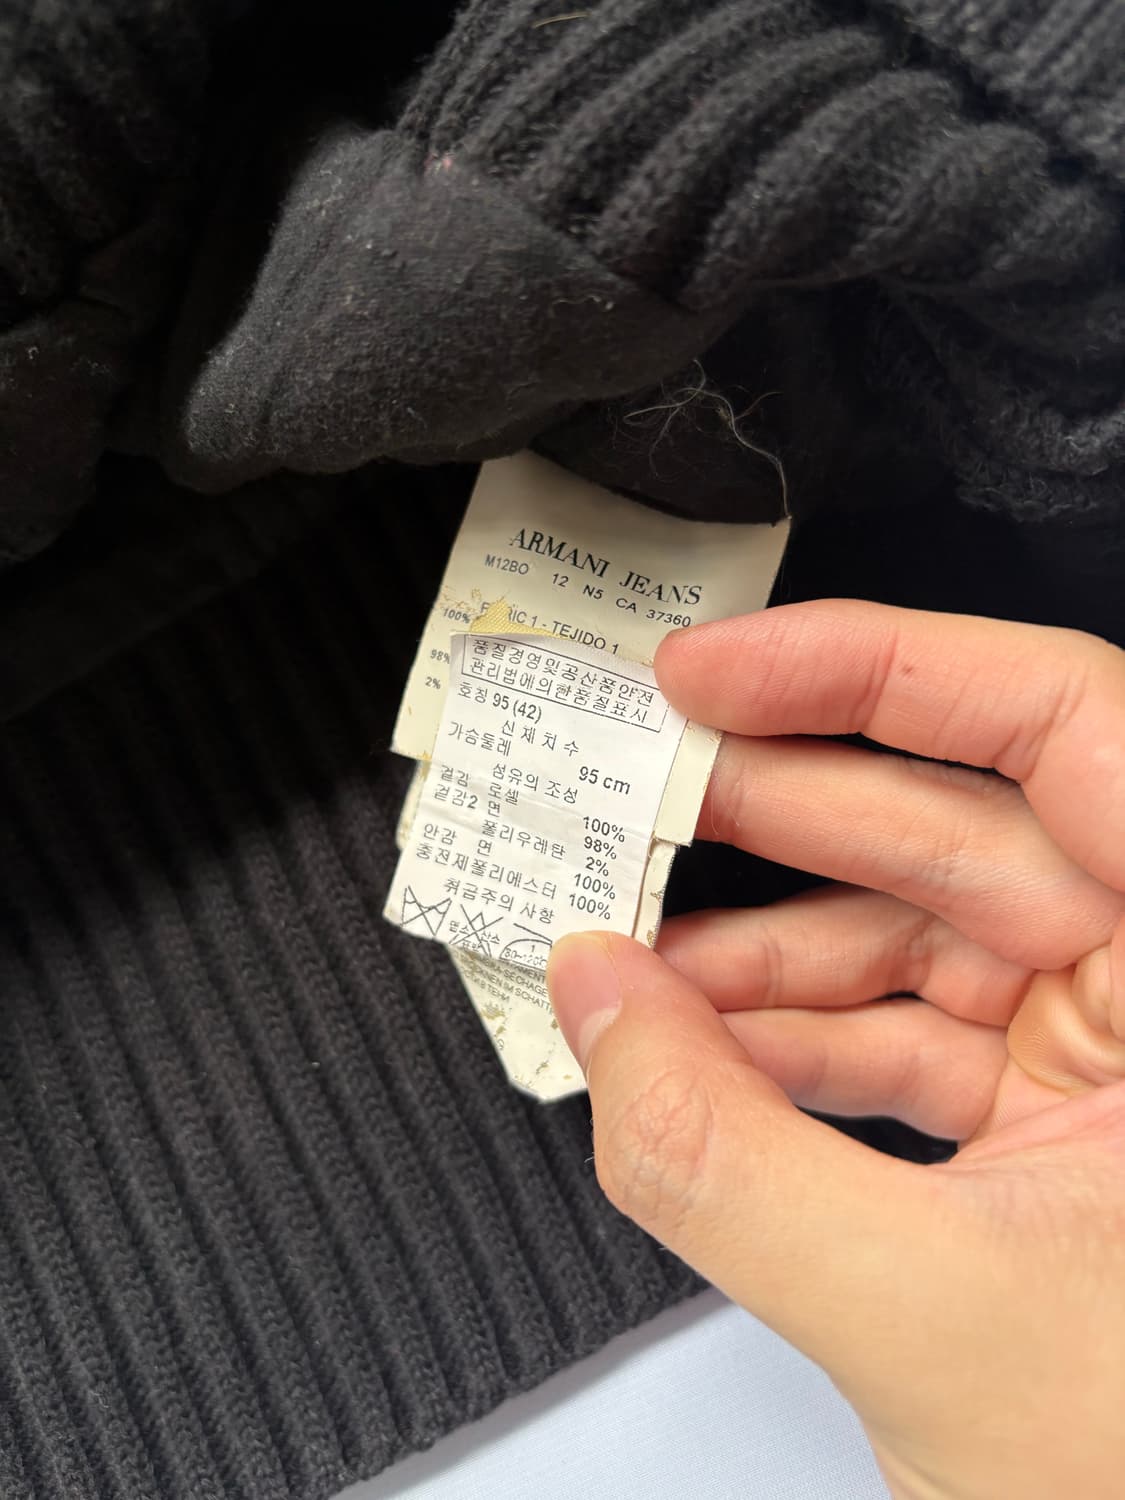 ARMANI JEANS
M12BO 12 N5 CA 37360
RIC 1 - TEJIDO 1
100%
98%
2%
품질경영및공산품안전
관리법에의한품질표시
호칭 95 (42)
신체치수
가슴둘레 95 cm
섬유의 조성
겉감 로셀 100%
겉감2 면 98%
폴리우레탄 2%
안감 면 100%
충전재폴리에스터 100%
취급주의 사항